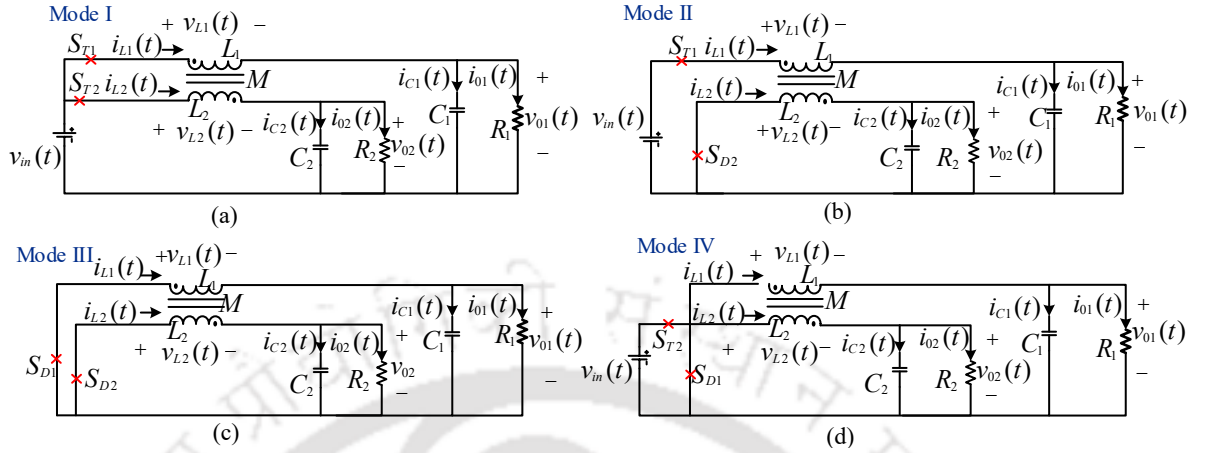 Mode I
+ v_{L1}(t) −
S_{T1} i_{L1}(t) L_1
S_{T2} i_{L2}(t) M
L_2
+ v_{L2}(t) − i_{C2}(t) i_{02}(t) + i_{C1}(t) i_{01}(t) +
C_1 R_1 v_{01}(t)
v_{in}(t) C_2 R_2 v_{02}(t)
− −
(a)
Mode II
+v_{L1}(t) −
S_{T1} i_{L1}(t) L_1
i_{L2}(t) M
L_2
+v_{L2}(t)− i_{C2}(t) i_{02}(t) + i_{C1}(t) i_{01}(t) +
C_1 R_1 v_{01}(t)
v_{in}(t) S_{D2} C_2 R_2 v_{02}(t)
− −
(b)
Mode III
+v_{L1}(t) −
i_{L1}(t) L_1
i_{L2}(t) M
L_2
+ v_{L2}(t)− i_{C2}(t) i_{02}(t) + i_{C1}(t) i_{01}(t) +
C_1 R_1 v_{01}(t)
S_{D1} S_{D2} C_2 R_2 v_{02}
− −
(c)
Mode IV
+ v_{L1}(t) −
i_{L1}(t) L_1
i_{L2}(t) M
S_{T2} L_2
+ v_{L2}(t)− i_{C2}(t) i_{02}(t) + i_{C1}(t) i_{01}(t) +
C_1 R_1 v_{01}(t)
v_{in}(t) S_{D1} C_2 R_2 v_{02}(t)
− −
(d)